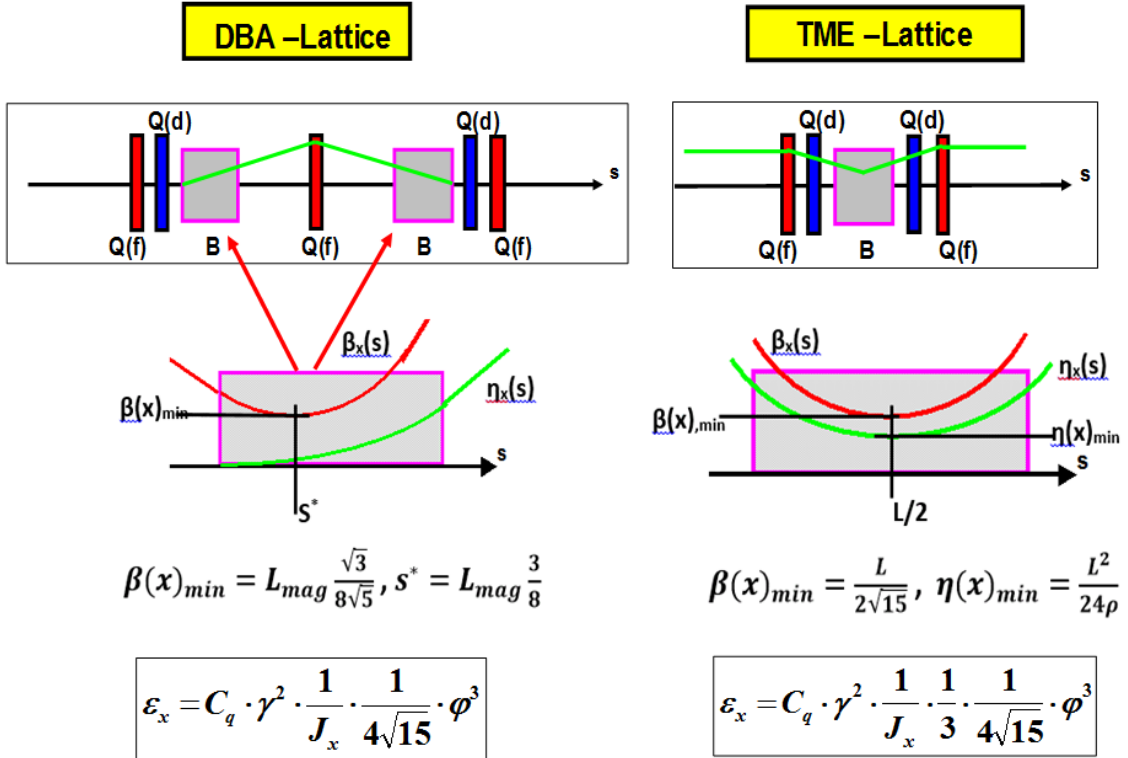 DBA –Lattice
TME –Lattice
Q(d)
Q(d)
s
Q(f)
B
Q(f)
B
Q(f)
Q(d)
Q(d)
s
Q(f)
B
Q(f)
βₓ(s)
ηₓ(s)
β(x)min
s
S*
βₓ(s)
ηₓ(s)
β(x),min
η(x)min
s
L/2
β(x)min = Lmag √3/8√5 , s* = Lmag 3/8
β(x)min = L/2√15 , η(x)min = L²/24ρ
εₓ = C_q · γ² · 1/Jₓ · 1/4√15 · φ³
εₓ = C_q · γ² · 1/Jₓ · 1/3 · 1/4√15 · φ³